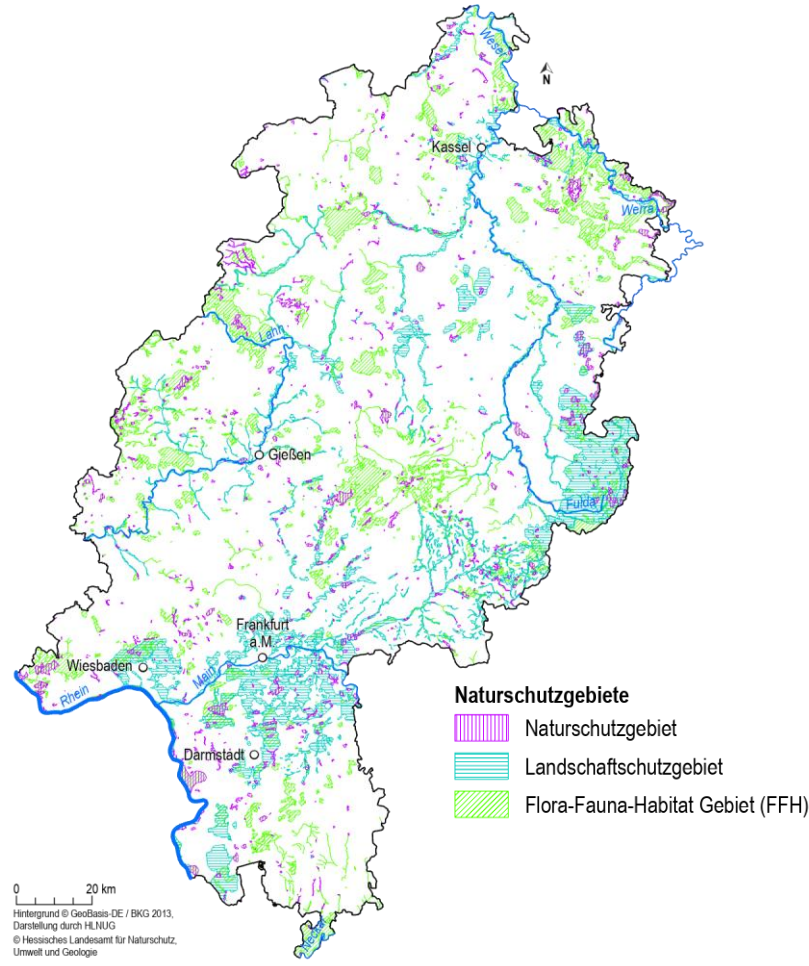 Weser
N
Kassel
Werra
Lahn
Gießen
Fulda
Frankfurt
a.M.
Wiesbaden
Main
Rhein
Darmstadt
Naturschutzgebiete
Naturschutzgebiet
Landschaftschutzgebiet
Flora-Fauna-Habitat Gebiet (FFH)
0 20 km
Hintergrund © GeoBasis-DE / BKG 2013,
Darstellung durch HLNUG
© Hessisches Landesamt für Naturschutz,
Umwelt und Geologie
Neckar